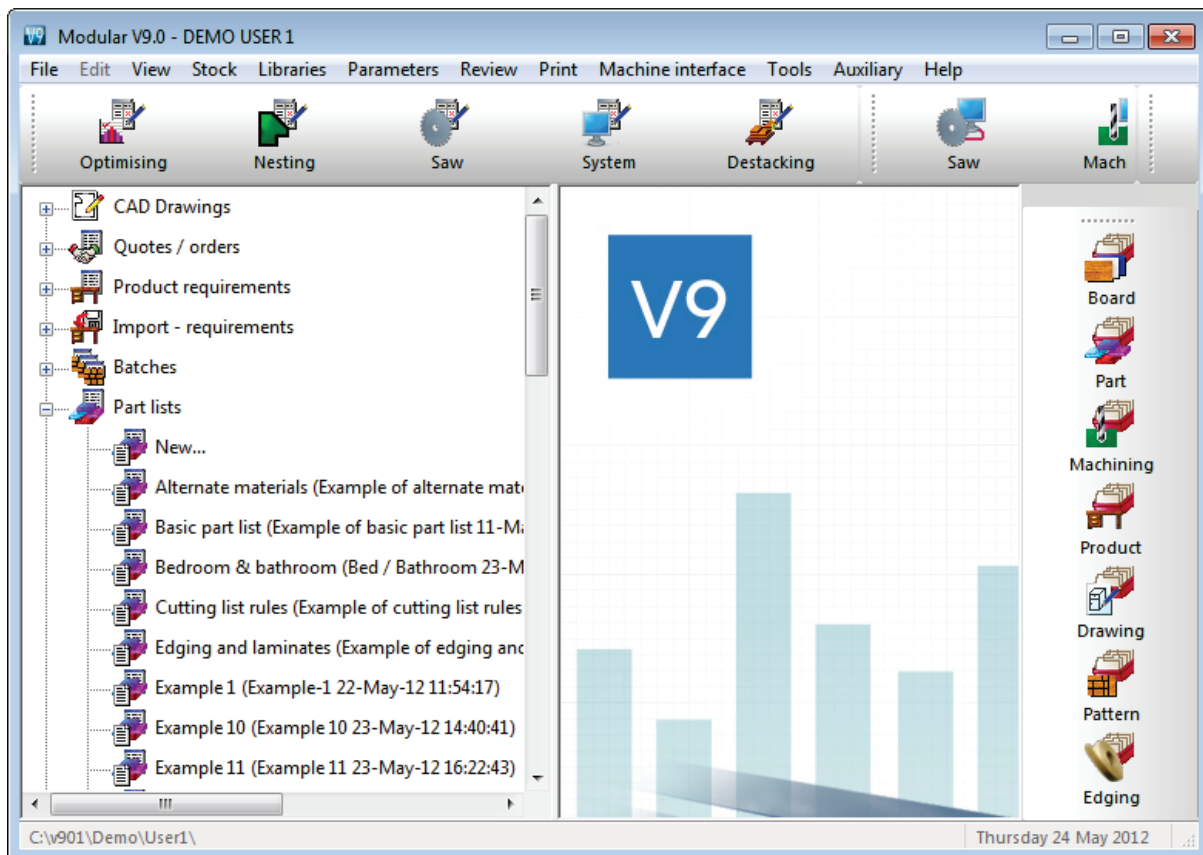 V9 Modular V9.0 - DEMO USER 1
File Edit View Stock Libraries Parameters Review Print Machine interface Tools Auxiliary Help
Optimising Nesting Saw System Destacking Saw Mach
CAD Drawings
Quotes / orders
Product requirements
Import - requirements
Batches
Part lists
New...
Alternate materials (Example of alternate mat
Basic part list (Example of basic part list 11-M
Bedroom & bathroom (Bed / Bathroom 23-M
Cutting list rules (Example of cutting list rules
Edging and laminates (Example of edging and
Example 1 (Example-1 22-May-12 11:54:17)
Example 10 (Example 10 23-May-12 14:40:41)
Example 11 (Example 11 23-May-12 16:22:43)
V9
Board
Part
Machining
Product
Drawing
Pattern
Edging
C:\v901\Demo\User1\ Thursday 24 May 2012